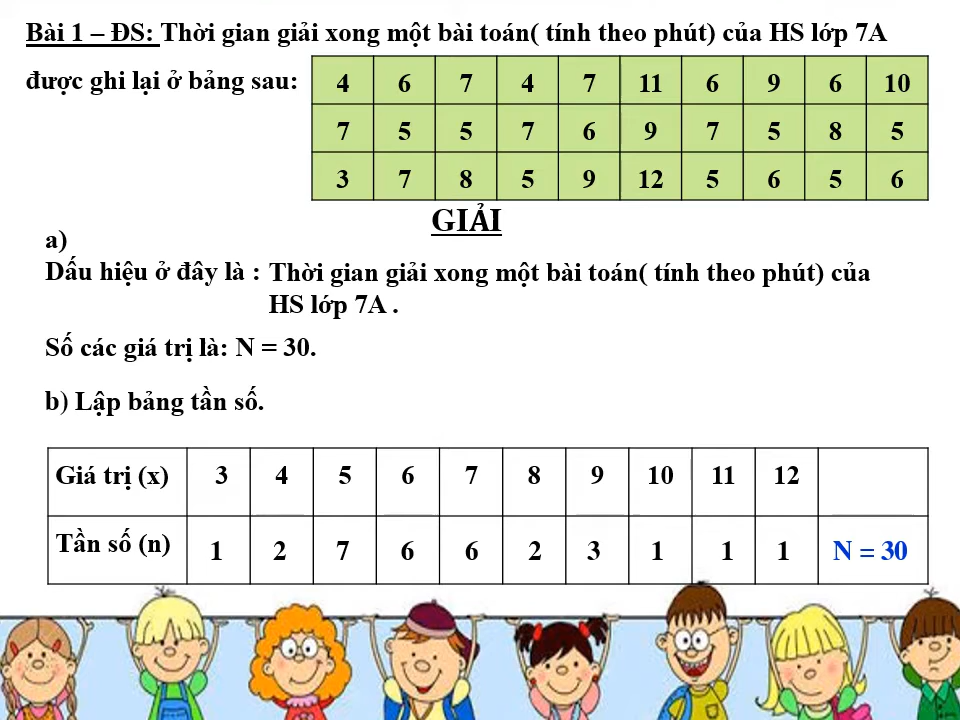 Bài 1 – ĐS: Thời gian giải xong một bài toán( tính theo phút) của HS lớp 7A
được ghi lại ở bảng sau:
4 6 7 4 7 11 6 9 6 10
7 5 5 7 6 9 7 5 8 5
3 7 8 5 9 12 5 6 5 6
GIẢI
a)
Dấu hiệu ở đây là : Thời gian giải xong một bài toán( tính theo phút) của
HS lớp 7A .
Số các giá trị là: N = 30.
b) Lập bảng tần số.
Giá trị (x) 3 4 5 6 7 8 9 10 11 12
Tần số (n) 1 2 7 6 6 2 3 1 1 1 N = 30